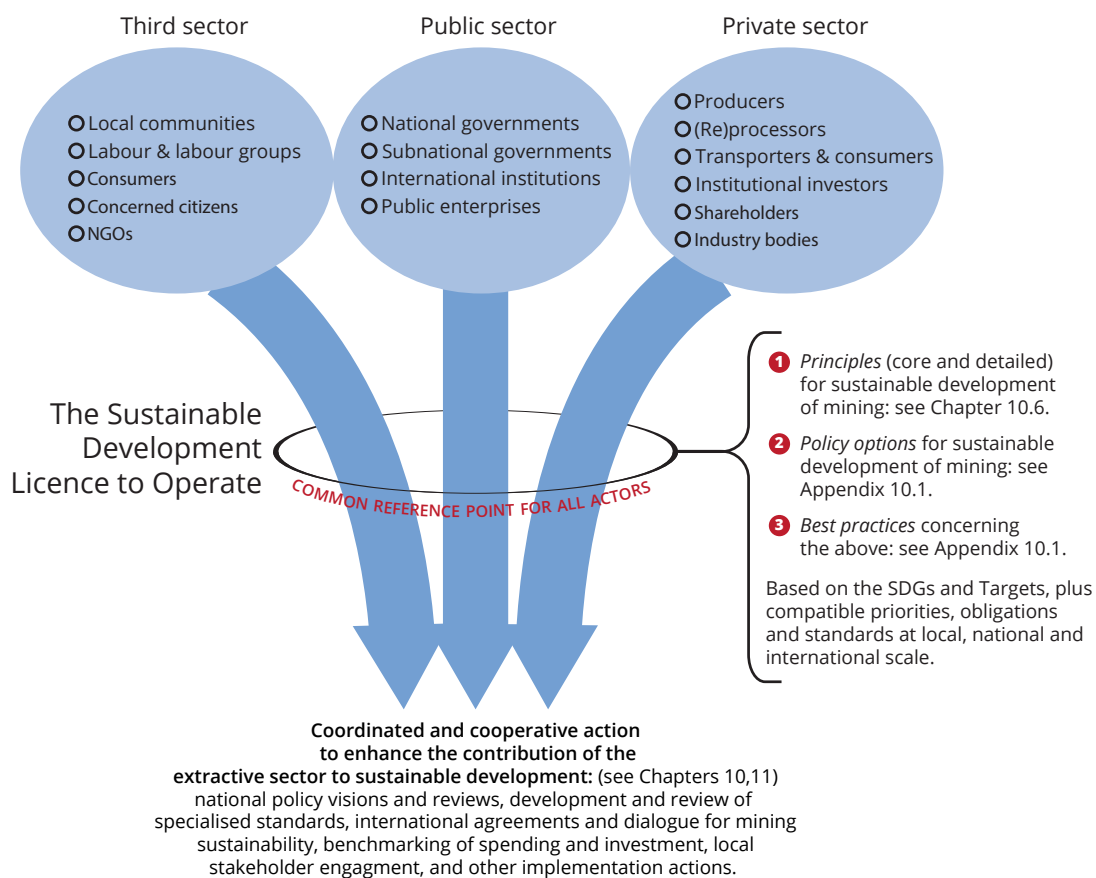 Third sector
Local communities
Labour & labour groups
Consumers
Concerned citizens
NGOs
Public sector
National governments
Subnational governments
International institutions
Public enterprises
Private sector
Producers
(Re)processors
Transporters & consumers
Institutional investors
Shareholders
Industry bodies
The Sustainable
Development
Licence to Operate
COMMON REFERENCE POINT FOR ALL ACTORS
1 Principles (core and detailed)
for sustainable development
of mining: see Chapter 10.6.
2 Policy options for sustainable
development of mining: see
Appendix 10.1.
3 Best practices concerning
the above: see Appendix 10.1.
Based on the SDGs and Targets, plus
compatible priorities, obligations
and standards at local, national and
international scale.
Coordinated and cooperative action
to enhance the contribution of the
extractive sector to sustainable development: (see Chapters 10,11)
national policy visions and reviews, development and review of
specialised standards, international agreements and dialogue for mining
sustainability, benchmarking of spending and investment, local
stakeholder engagment, and other implementation actions.